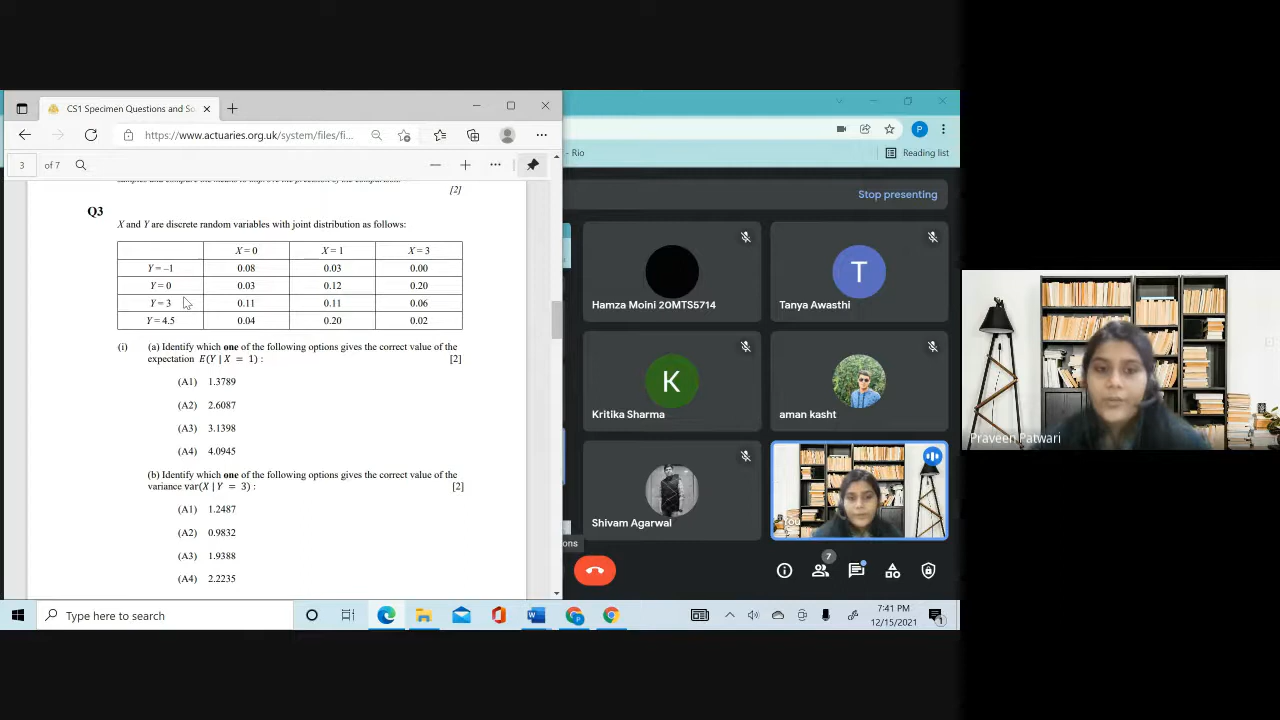 CS1 Specimen Questions and So
https://www.actuaries.org.uk/system/files/fi...
- Rio
Reading list
3 of 7
[2]
Stop presenting
Q3
X and Y are discrete random variables with joint distribution as follows:
X = 0 X = 1 X = 3
Y = –1 0.08 0.03 0.00
Y = 0 0.03 0.12 0.20
Y = 3 0.11 0.11 0.06
Y = 4.5 0.04 0.20 0.02
(i) (a) Identify which one of the following options gives the correct value of the
expectation E(Y | X = 1) : [2]
(A1) 1.3789
(A2) 2.6087
(A3) 3.1398
(A4) 4.0945
(b) Identify which one of the following options gives the correct value of the
variance var(X | Y = 3) : [2]
(A1) 1.2487
(A2) 0.9832
(A3) 1.9388
(A4) 2.2235
P
Hamza Moini 20MTS5714
T
Tanya Awasthi
K
Kritika Sharma
aman kasht
Shivam Agarwal
You
ons
7
Praveen Patwari
Type here to search
7:41 PM
12/15/2021
1